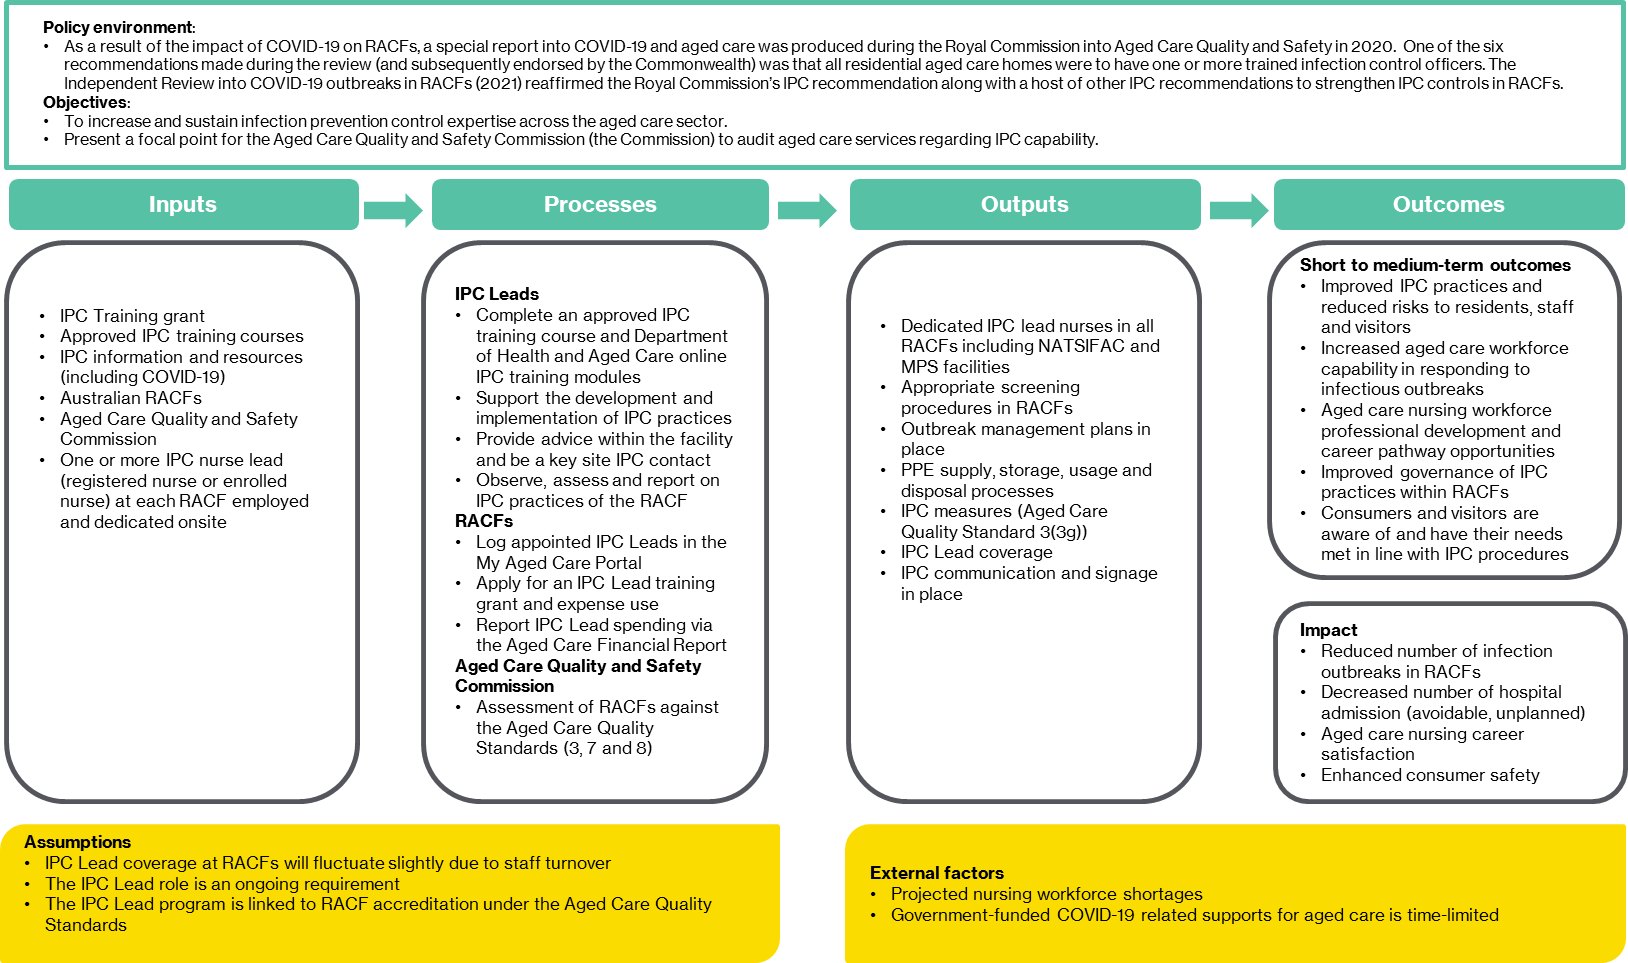 Policy environment:
• As a result of the impact of COVID-19 on RACFs, a special report into COVID-19 and aged care was produced during the Royal Commission into Aged Care Quality and Safety in 2020. One of the six
recommendations made during the review (and subsequently endorsed by the Commonwealth) was that all residential aged care homes were to have one or more trained infection control officers. The
Independent Review into COVID-19 outbreaks in RACFs (2021) reaffirmed the Royal Commission's IPC recommendation along with a host of other IPC recommendations to strengthen IPC controls in RACFs.
Objectives:
• To increase and sustain infection prevention control expertise across the aged care sector.
• Present a focal point for the Aged Care Quality and Safety Commission (the Commission) to audit aged care services regarding IPC capability.
Inputs
• IPC Training grant
• Approved IPC training courses
• IPC information and resources
(including COVID-19)
• Australian RACFs
• Aged Care Quality and Safety
Commission
• One or more IPC nurse lead
(registered nurse or enrolled
nurse) at each RACF employed
and dedicated onsite
Processes
IPC Leads
• Complete an approved IPC
training course and Department
of Health and Aged Care online
IPC training modules
• Support the development and
implementation of IPC practices
• Provide advice within the facility
and be a key site IPC contact
• Observe, assess and report on
IPC practices of the RACF
RACFs
• Log appointed IPC Leads in the
My Aged Care Portal
• Apply for an IPC Lead training
grant and expense use
• Report IPC Lead spending via
the Aged Care Financial Report
Aged Care Quality and Safety
Commission
• Assessment of RACFs against
the Aged Care Quality
Standards (3, 7 and 8)
Outputs
• Dedicated IPC lead nurses in all
RACFs including NATSIFAC and
MPS facilities
• Appropriate screening
procedures in RACFs
• Outbreak management plans in
place
• PPE supply, storage, usage and
disposal processes
• IPC measures (Aged Care
Quality Standard 3(3g))
• IPC Lead coverage
• IPC communication and signage
in place
Outcomes
Short to medium-term outcomes
• Improved IPC practices and
reduced risks to residents, staff
and visitors
• Increased aged care workforce
capability in responding to
infectious outbreaks
• Aged care nursing workforce
professional development and
career pathway opportunities
• Improved governance of IPC
practices within RACFs
• Consumers and visitors are
aware of and have their needs
met in line with IPC procedures
Impact
• Reduced number of infection
outbreaks in RACFs
• Decreased number of hospital
admission (avoidable, unplanned)
• Aged care nursing career
satisfaction
• Enhanced consumer safety
Assumptions
• IPC Lead coverage at RACFs will fluctuate slightly due to staff turnover
• The IPC Lead role is an ongoing requirement
• The IPC Lead program is linked to RACF accreditation under the Aged Care Quality
Standards
External factors
• Projected nursing workforce shortages
• Government-funded COVID-19 related supports for aged care is time-limited